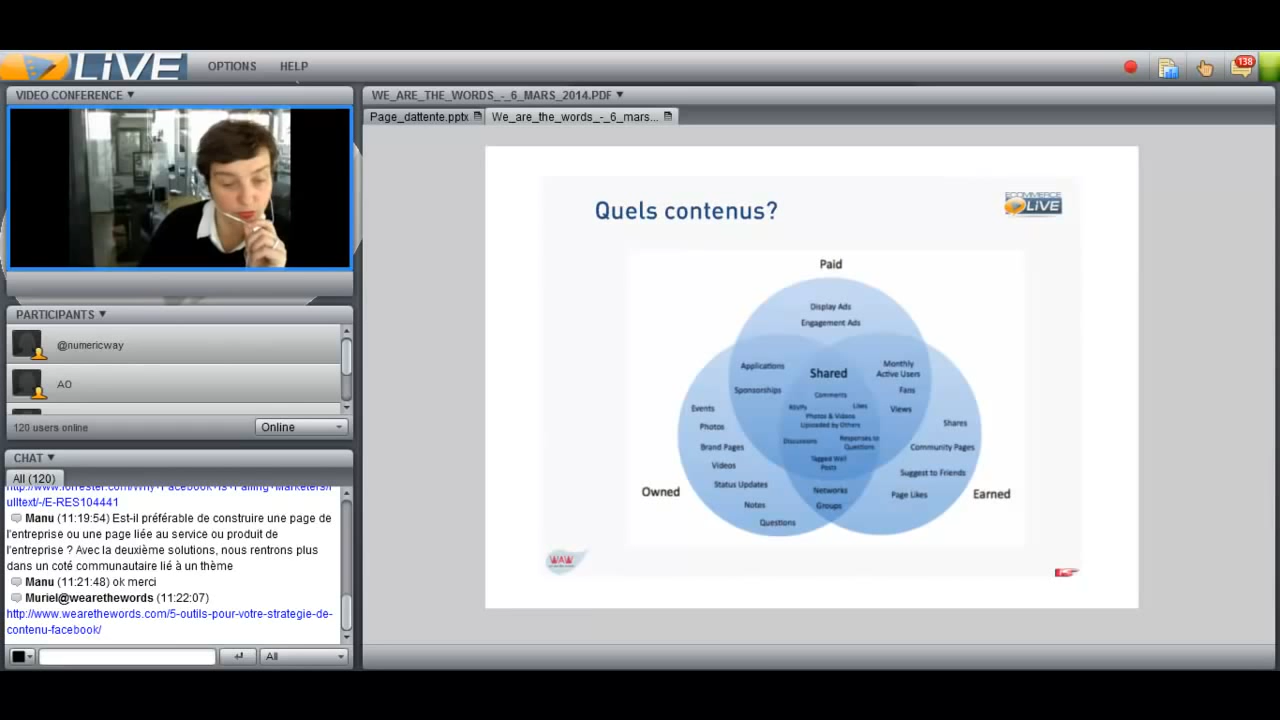 LIVE
OPTIONS
HELP
138
VIDEO CONFERENCE
PARTICIPANTS
@numericway
AO
120 users online
Online
CHAT
All (120)
ulltext/-/E-RES104441
Manu (11:19:54) Est-il préférable de construire une page de
l'entreprise ou une page liée au service ou produit de
l'entreprise ? Avec la deuxième solutions, nous rentrons plus
dans un coté communautaire lié à un thème
Manu (11:21:48) ok merci
Muriel@wearethewords (11:22:07)
http://www.wearethewords.com/5-outils-pour-votre-strategie-de-
contenu-facebook/
All
WE_ARE_THE_WORDS_-_6_MARS_2014.PDF
Page_dattente.pptx
We_are_the_words_-_6_mars...
Quels contenus?
ECOMMERCE
LIVE
Paid
Display Ads
Engagement Ads
Applications
Sponsorships
Shared
Monthly
Active Users
Fans
Views
Comments
RSVPs
Likes
Photos & Videos
Uploaded by Others
Discussions
Responses to
Questions
Tagged Wall
Posts
Networks
Groups
Events
Photos
Brand Pages
Videos
Status Updates
Notes
Questions
Owned
Shares
Community Pages
Suggest to Friends
Page Likes
Earned
WAW